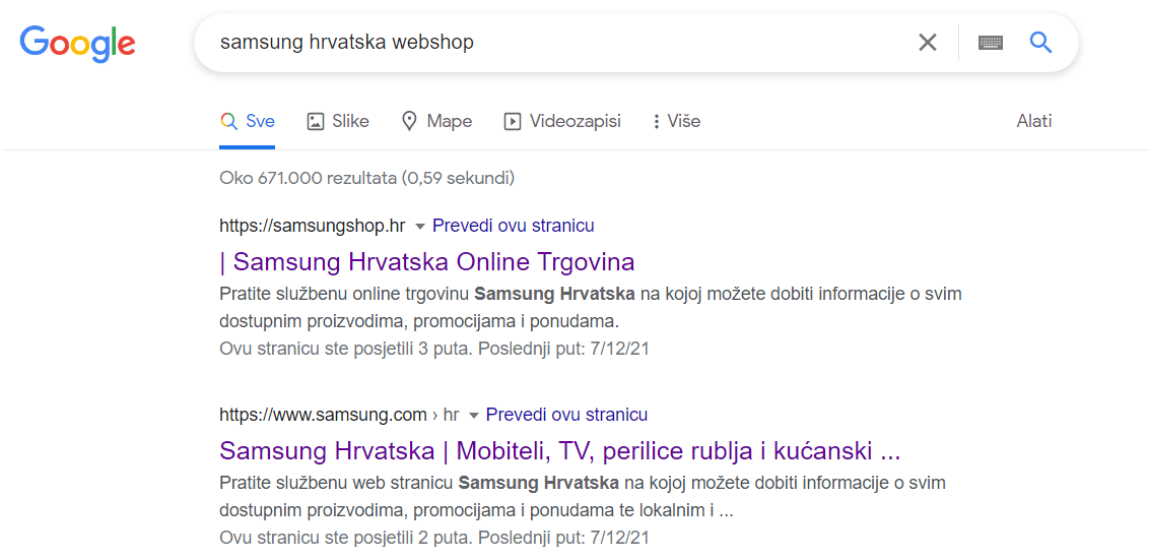 Google
samsung hrvatska webshop
Sve Slike Mape Videozapisi Više Alati
Oko 671.000 rezultata (0,59 sekundi)
https://samsungshop.hr Prevedi ovu stranicu
| Samsung Hrvatska Online Trgovina
Pratite službenu online trgovinu Samsung Hrvatska na kojoj možete dobiti informacije o svim
dostupnim proizvodima, promocijama i ponudama.
Ovu stranicu ste posjetili 3 puta. Poslednji put: 7/12/21
https://www.samsung.com › hr Prevedi ovu stranicu
Samsung Hrvatska | Mobiteli, TV, perilice rublja i kućanski ...
Pratite službenu web stranicu Samsung Hrvatska na kojoj možete dobiti informacije o svim
dostupnim proizvodima, promocijama i ponudama te lokalnim i ...
Ovu stranicu ste posjetili 2 puta. Poslednji put: 7/12/21